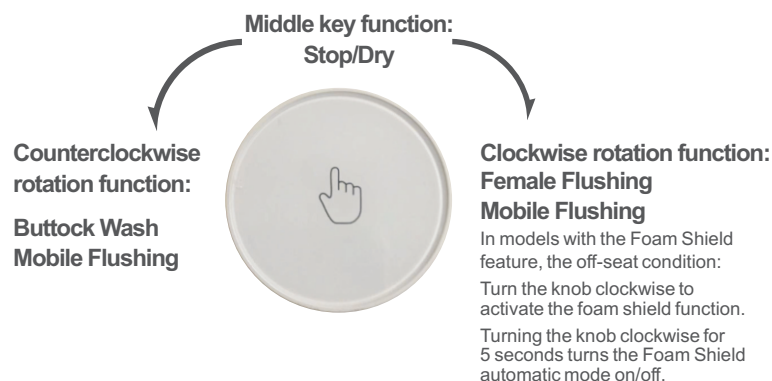 Middle key function:
Stop/Dry
Counterclockwise
rotation function:
Buttock Wash
Mobile Flushing
Clockwise rotation function:
Female Flushing
Mobile Flushing
In models with the Foam Shield
feature, the off-seat condition:
Turn the knob clockwise to
activate the foam shield function.
Turning the knob clockwise for
5 seconds turns the Foam Shield
automatic mode on/off.